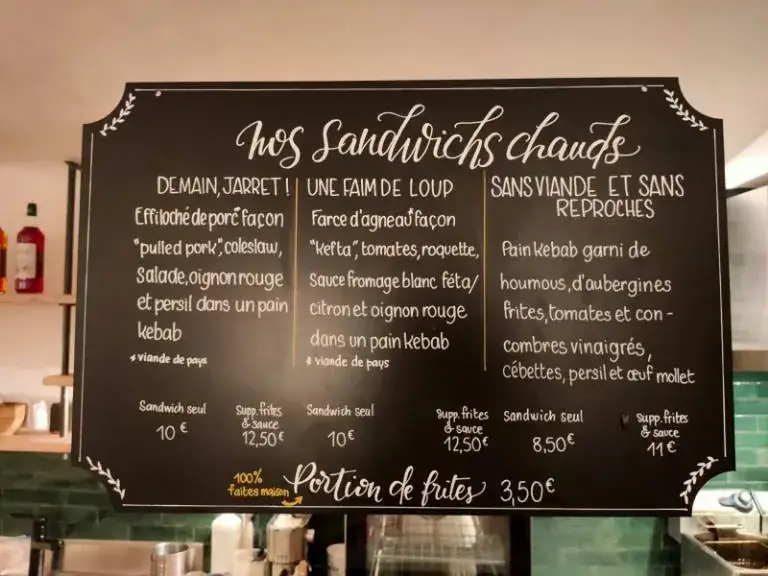 nos sandwichs chauds
DEMAIN, JARRET !
Effiloché de porc façon
"pulled pork", coleslaw,
salade, oignon rouge
et persil dans un pain
kebab
* viande de pays
Sandwich seul
10 €
Supp. frites
& sauce
12,50 €
UNE FAIM DE LOUP
Farce d'agneau façon
"kefta", tomates, roquette,
sauce fromage blanc féta/
citron et oignon rouge
dans un pain kebab
* viande de pays
Sandwich seul
10€
Supp. frites
& sauce
12,50€
SANS VIANDE ET SANS
REPROCHES
Pain kebab garni de
houmous, d'aubergines
frites, tomates et con-
combres vinaigrés,
cébettes, persil et œuf mollet
Sandwich seul
8,50€
Supp. frites
& sauce
11 €
100%
faites maison
Portion de frites 3,50€